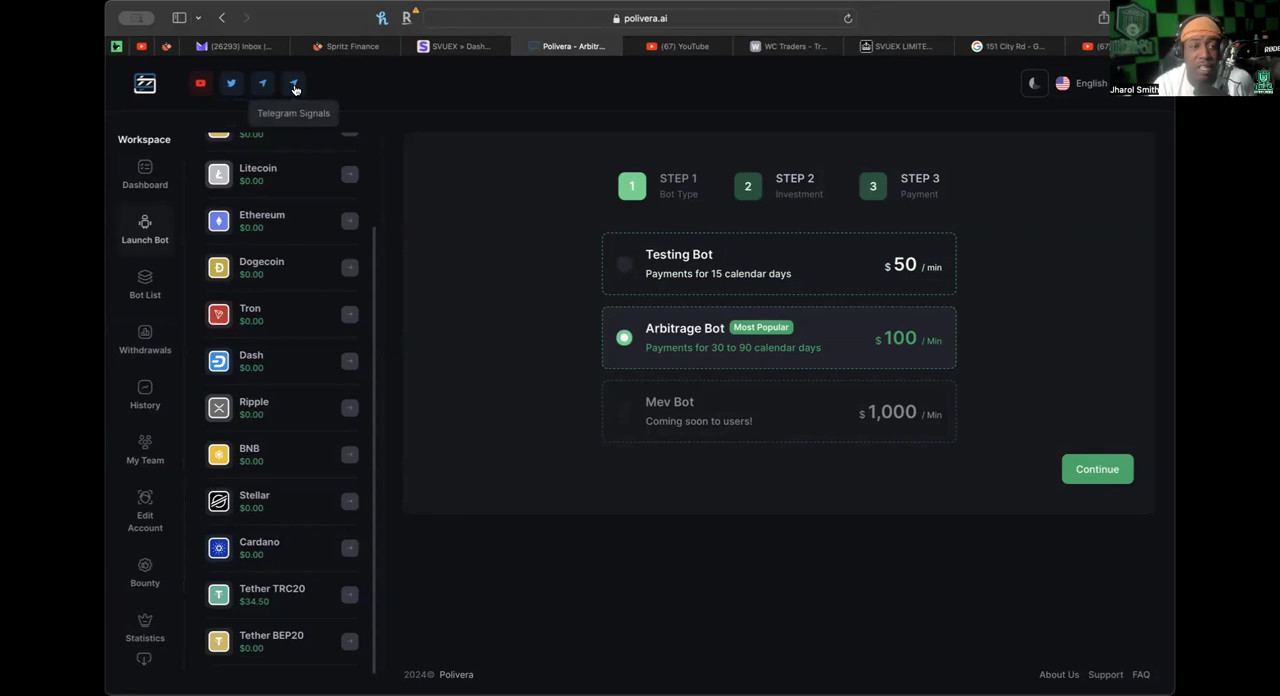 polivera.ai
(26293) Inbox |...
Spritz Finance
SVUEX » Dash...
Polivera - Arbitr...
(67) YouTube
WC Traders - Tr...
SVUEX LIMITE...
151 City Rd - G...
(67
RØDE
Jharol Smith
English
Telegram Signals
Workspace
Dashboard
Launch Bot
Bot List
Withdrawals
History
My Team
Edit
Account
Bounty
Statistics
$0.00
Litecoin
$0.00
Ethereum
$0.00
Dogecoin
$0.00
Tron
$0.00
Dash
$0.00
Ripple
$0.00
BNB
$0.00
Stellar
$0.00
Cardano
$0.00
Tether TRC20
$34.50
Tether BEP20
$0.00
1 STEP 1
Bot Type
2 STEP 2
Investment
3 STEP 3
Payment
Testing Bot
Payments for 15 calendar days
$ 50 / min
Arbitrage Bot Most Popular
Payments for 30 to 90 calendar days
$ 100 / Min
Mev Bot
Coming soon to users!
$ 1,000 / Min
Continue
2024© Polivera
About Us Support FAQ